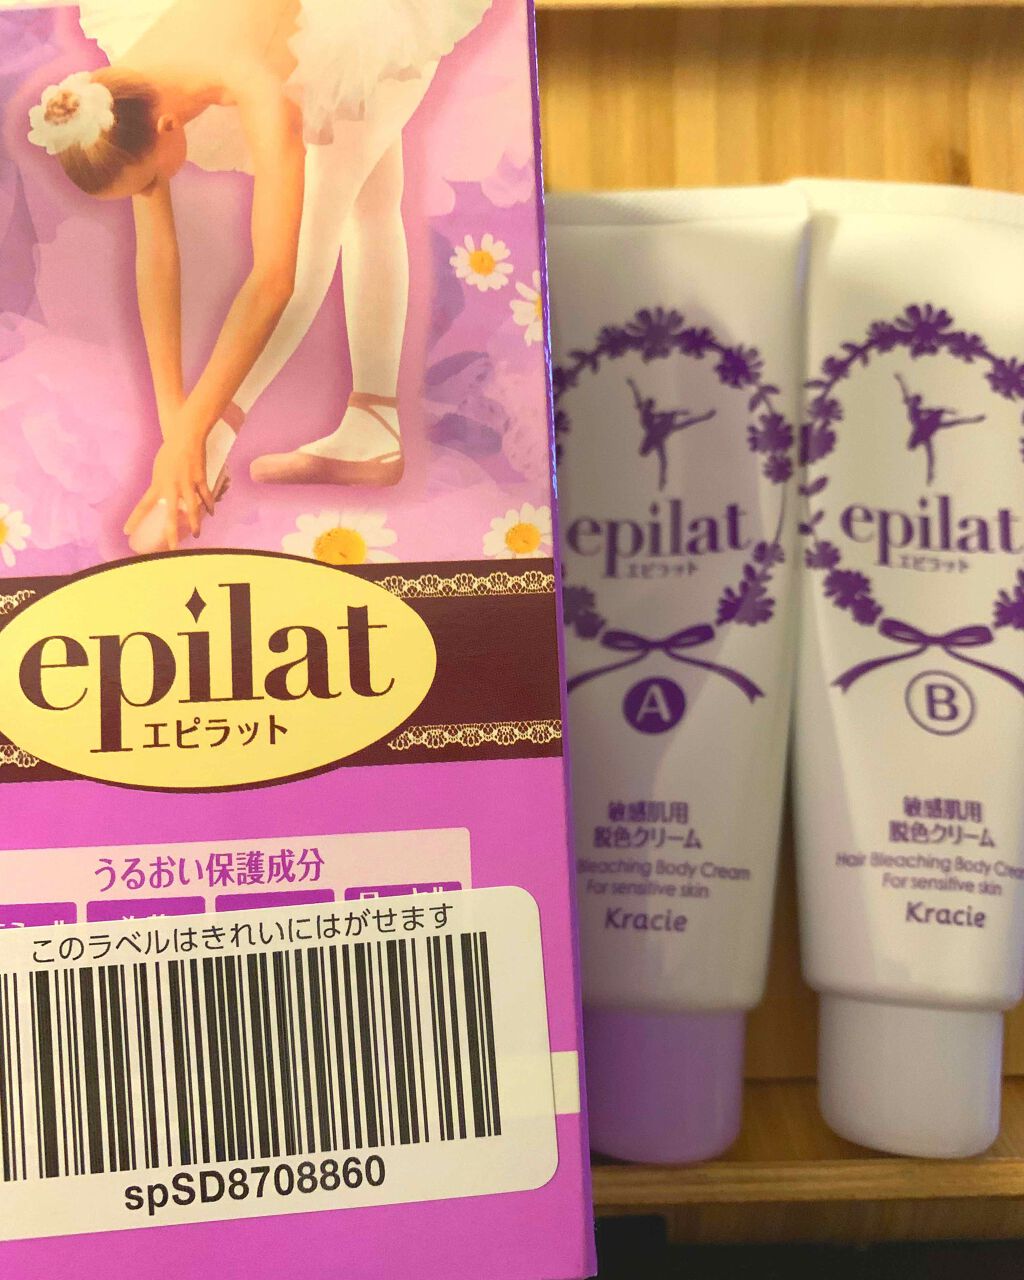 epilat
エピラット
うるおい保護成分
このラベルはきれいにはがせます
spSD8708860
epilat
エピラット
A
敏感肌用
脱色クリーム
Bleaching Body Cream
For sensitive skin
Kracie
epilat
エピラット
B
敏感肌用
脱色クリーム
Hair Bleaching Body Cream
For sensitive skin
Kracie